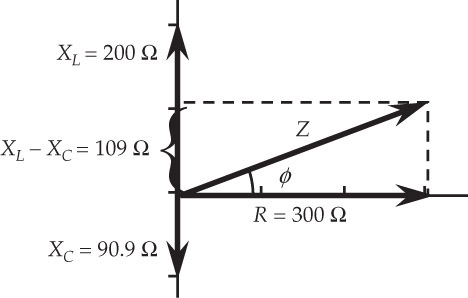 X_L = 200 Ω
Z
X_L – X_C = 109 Ω
ϕ
R = 300 Ω
X_C = 90.9 Ω